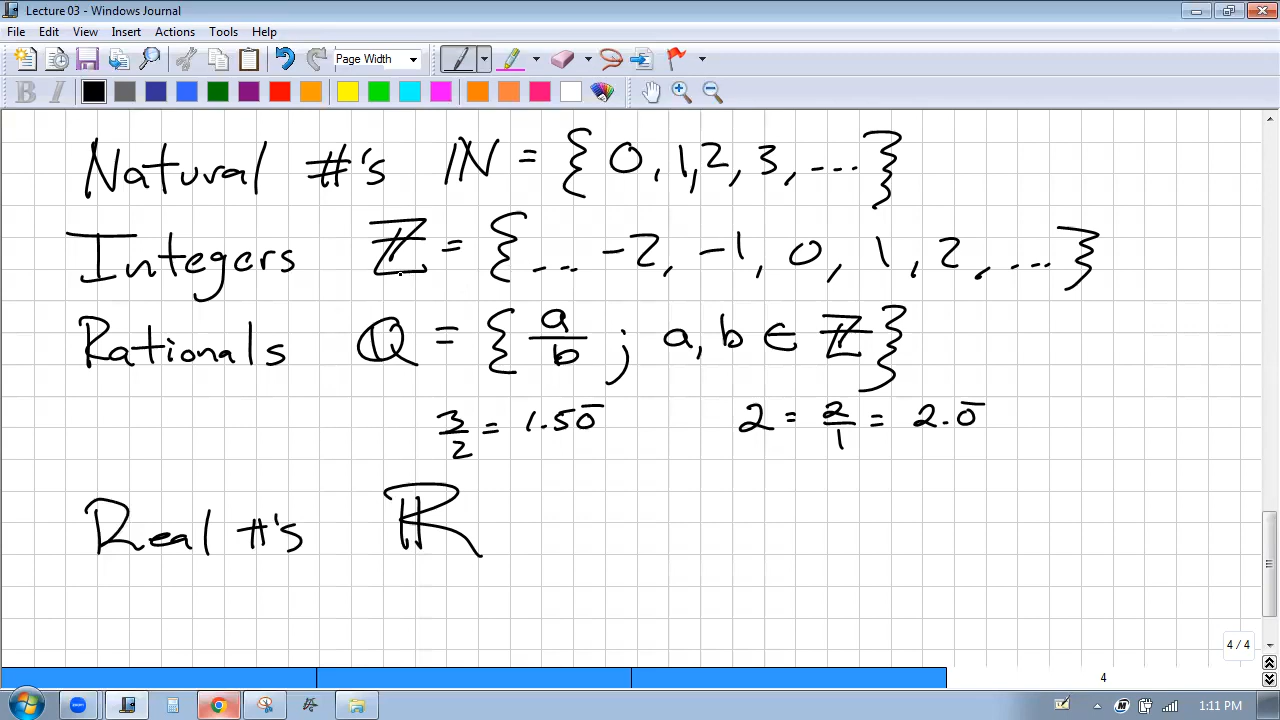 Lecture 03 - Windows Journal
File Edit View Insert Actions Tools Help
Page Width
B I
Natural #'s ℕ = {0, 1, 2, 3, ...}
Integers ℤ = {... -2, -1, 0, 1, 2, ...}
Rationals ℚ = {a/b ; a, b ∈ ℤ}
3/2 = 1.50̅ 2 = 2/1 = 2.0̅
Real #'s ℝ
4 / 4
4
1:11 PM